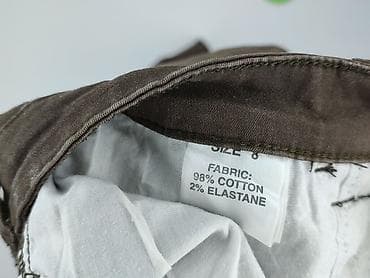 SIZE 8
FABRIC:
98% COTTON
2% ELASTANE